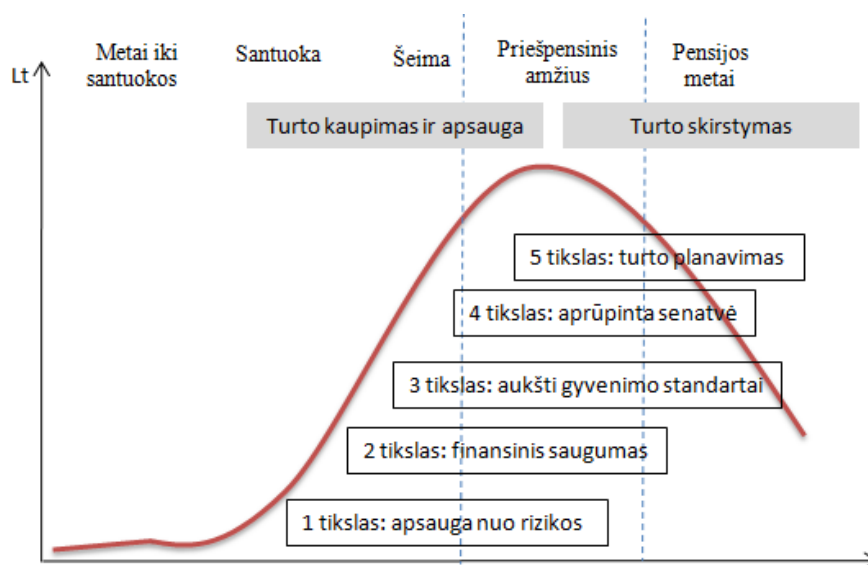 Metai iki
santuokos
Santuoka
Šeima
Priešpensinis
amžius
Pensijos
metai
Lt
Turto kaupimas ir apsauga
Turto skirstymas
5 tikslas: turto planavimas
4 tikslas: aprūpinta senatvė
3 tikslas: aukšti gyvenimo standartai
2 tikslas: finansinis saugumas
1 tikslas: apsauga nuo rizikos